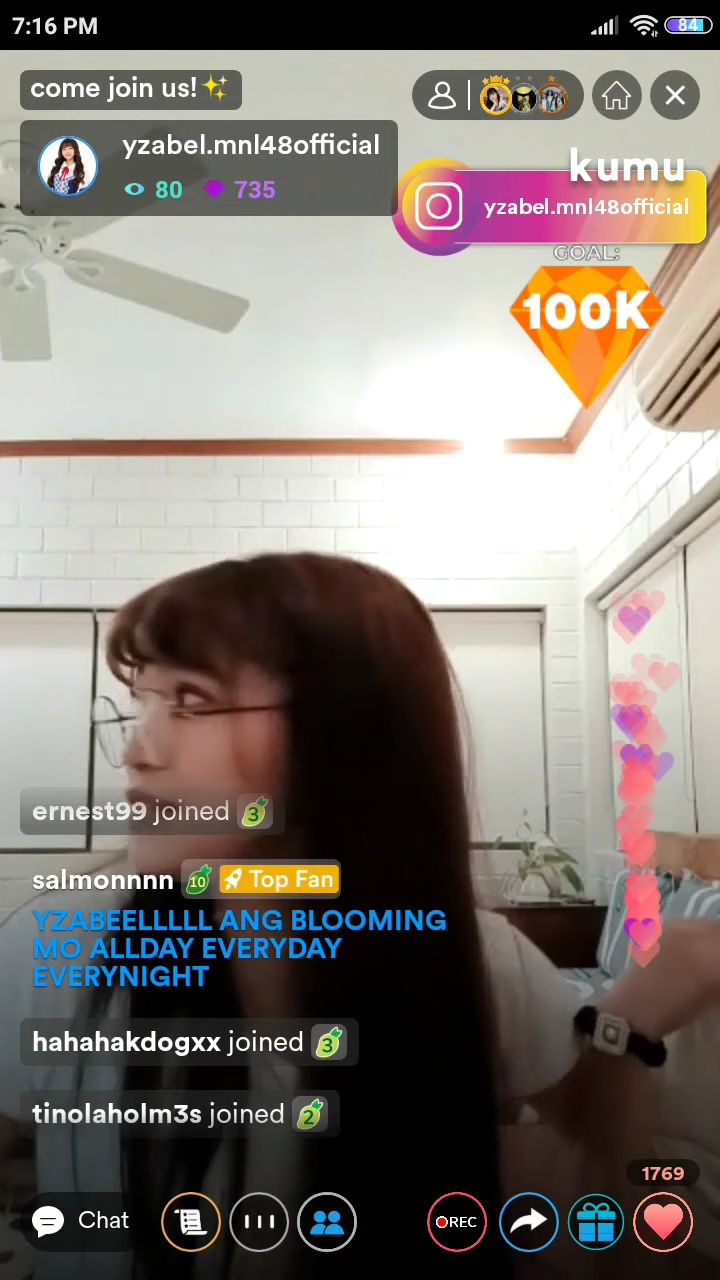 7:16 PM
84
come join us!✨
yzabel.mnl48official
80 735
kumu
yzabel.mnl48official
GOAL:
100K
ernest99 joined 3
salmonnnn 10 Top Fan
YZABEELLLLL ANG BLOOMING
MO ALLDAY EVERYDAY
EVERYNIGHT
hahahakdogxx joined 3
tinolaholm3s joined 2
1769
Chat
REC